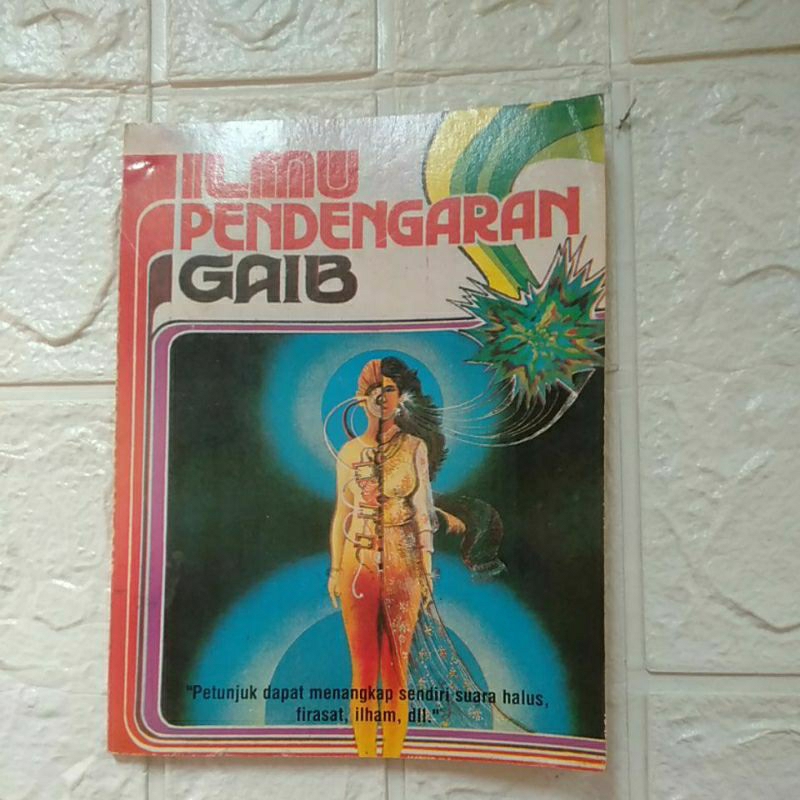 ILMU
PENDENGARAN
GAIB
"Petunjuk dapat menangkap sendiri suara halus,
firasat, ilham, dll."